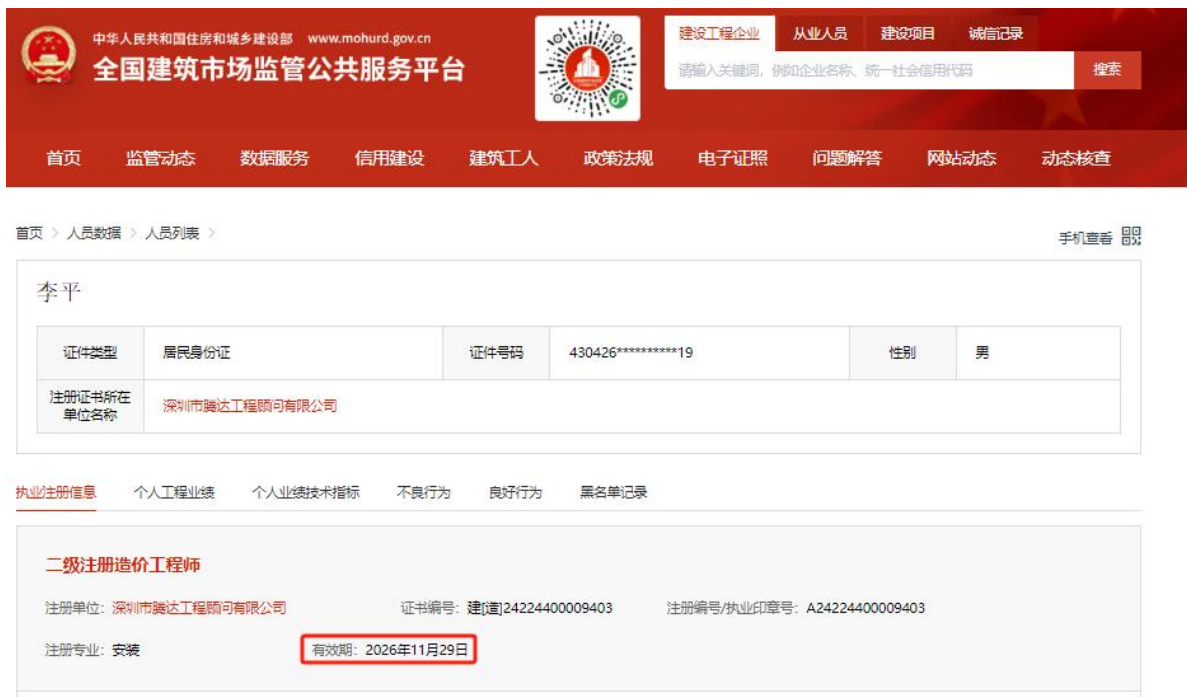 中华人民共和国住房和城乡建设部 www.mohurd.gov.cn
全国建筑市场监管公共服务平台
建设工程企业 从业人员 建设项目 诚信记录
请输入关键词，例如企业名称、统一社会信用代码 搜索
首页 监管动态 数据服务 信用建设 建筑工人 政策法规 电子证照 问题解答 网站动态 动态核查
首页 > 人员数据 > 人员列表 >
手机查看
李平
证件类型 居民身份证 证件号码 430426**********19 性别 男
注册证书所在
单位名称
深圳市腾达工程顾问有限公司
执业注册信息 个人工程业绩 个人业绩技术指标 不良行为 良好行为 黑名单记录
二级注册造价工程师
注册单位：深圳市腾达工程顾问有限公司 证书编号：建[造]24224400009403 注册编号/执业印章号：A24224400009403
注册专业：安装 有效期：2026年11月29日